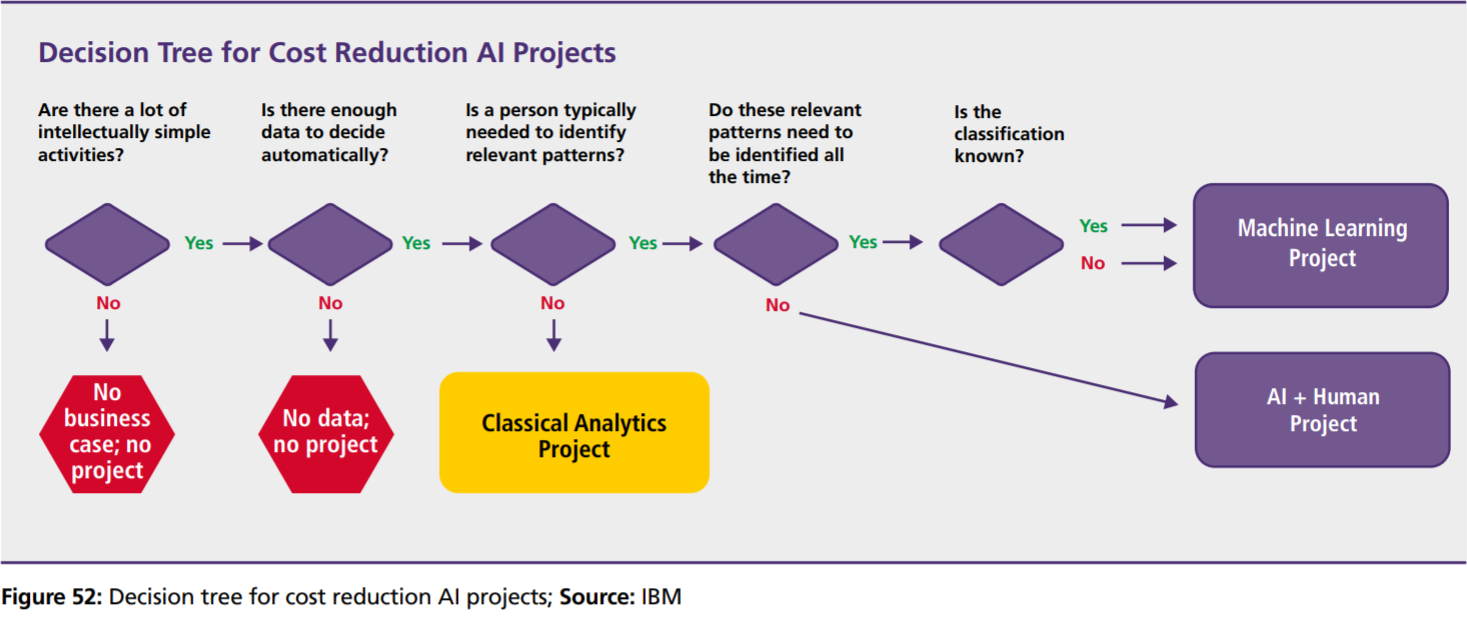 Decision Tree for Cost Reduction AI Projects
Are there a lot of
intellectually simple
activities?
Is there enough
data to decide
automatically?
Is a person typically
needed to identify
relevant patterns?
Do these relevant
patterns need to
be identified all
the time?
Is the
classification
known?
Yes
Yes
Yes
Yes
Yes
No
Machine Learning
Project
No
No
No
No
No
business
case; no
project
No data;
no project
Classical Analytics
Project
AI + Human
Project
Figure 52: Decision tree for cost reduction AI projects; Source: IBM